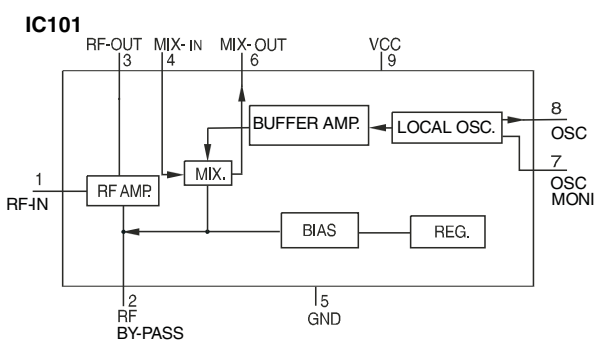 IC101
RF-OUT MIX-IN MIX-OUT VCC
3 4 6 9
BUFFER AMP. LOCAL OSC.
8
OSC
7
OSC
MONI
1
RF-IN
RF AMP.
MIX.
BIAS REG.
2
RF
BY-PASS
5
GND